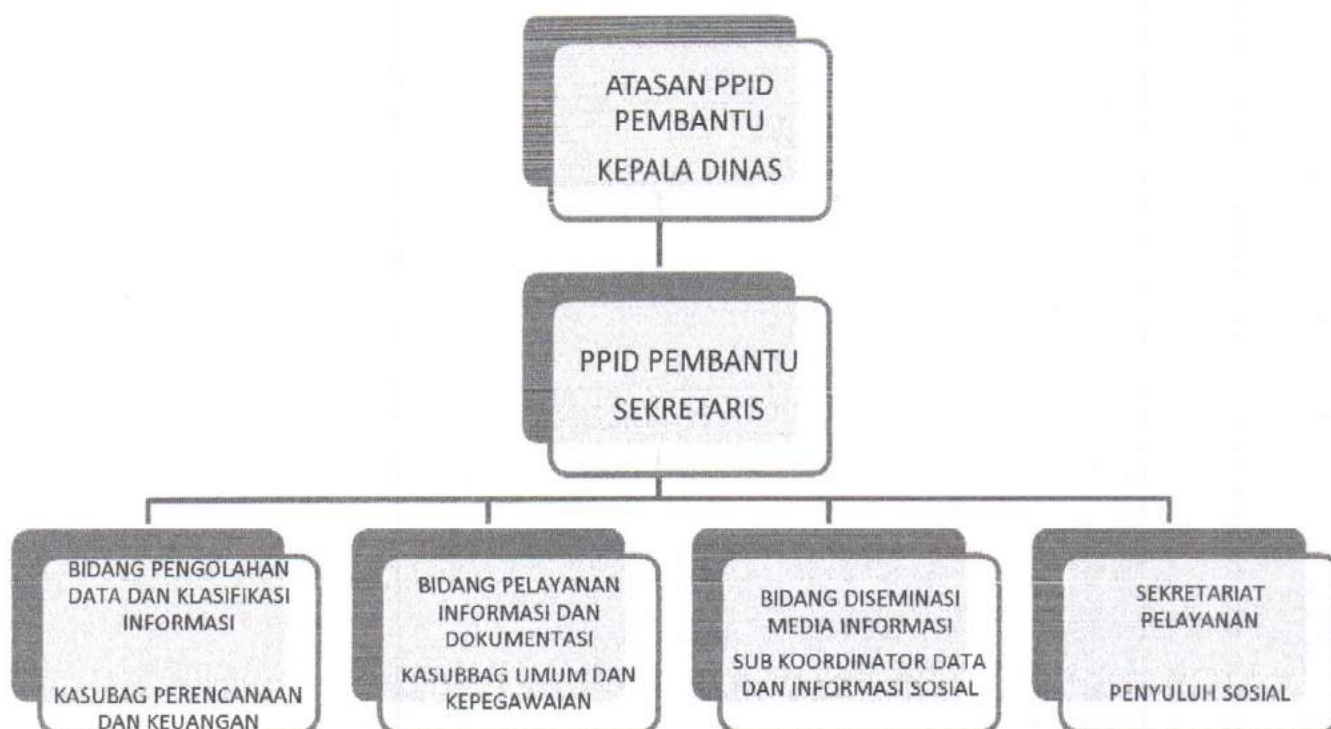 ATASAN PPID
PEMBANTU
KEPALA DINAS
PPID PEMBANTU
SEKRETARIS
BIDANG PENGOLAHAN
DATA DAN KLASIFIKASI
INFORMASI
KASUBAG PERENCANAAN
DAN KEUANGAN
BIDANG PELAYANAN
INFORMASI DAN
DOKUMENTASI
KASUBBAG UMUM DAN
KEPEGAWAIAN
BIDANG DISEMINASI
MEDIA INFORMASI
SUB KOORDINATOR DATA
DAN INFORMASI SOSIAL
SEKRETARIAT
PELAYANAN
PENYULUH SOSIAL